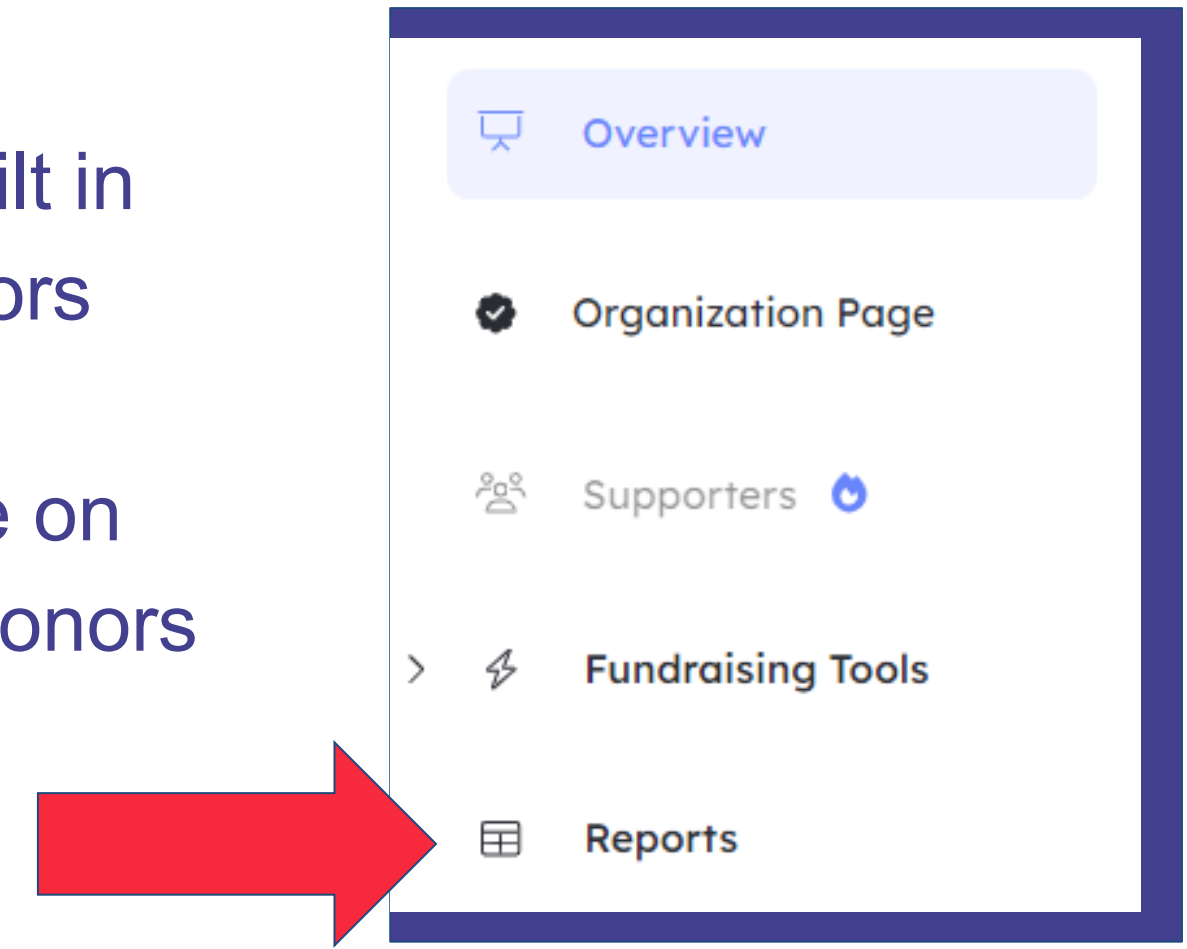 ilt in
ors
e on
onors
Overview
Organization Page
Supporters
Fundraising Tools
Reports